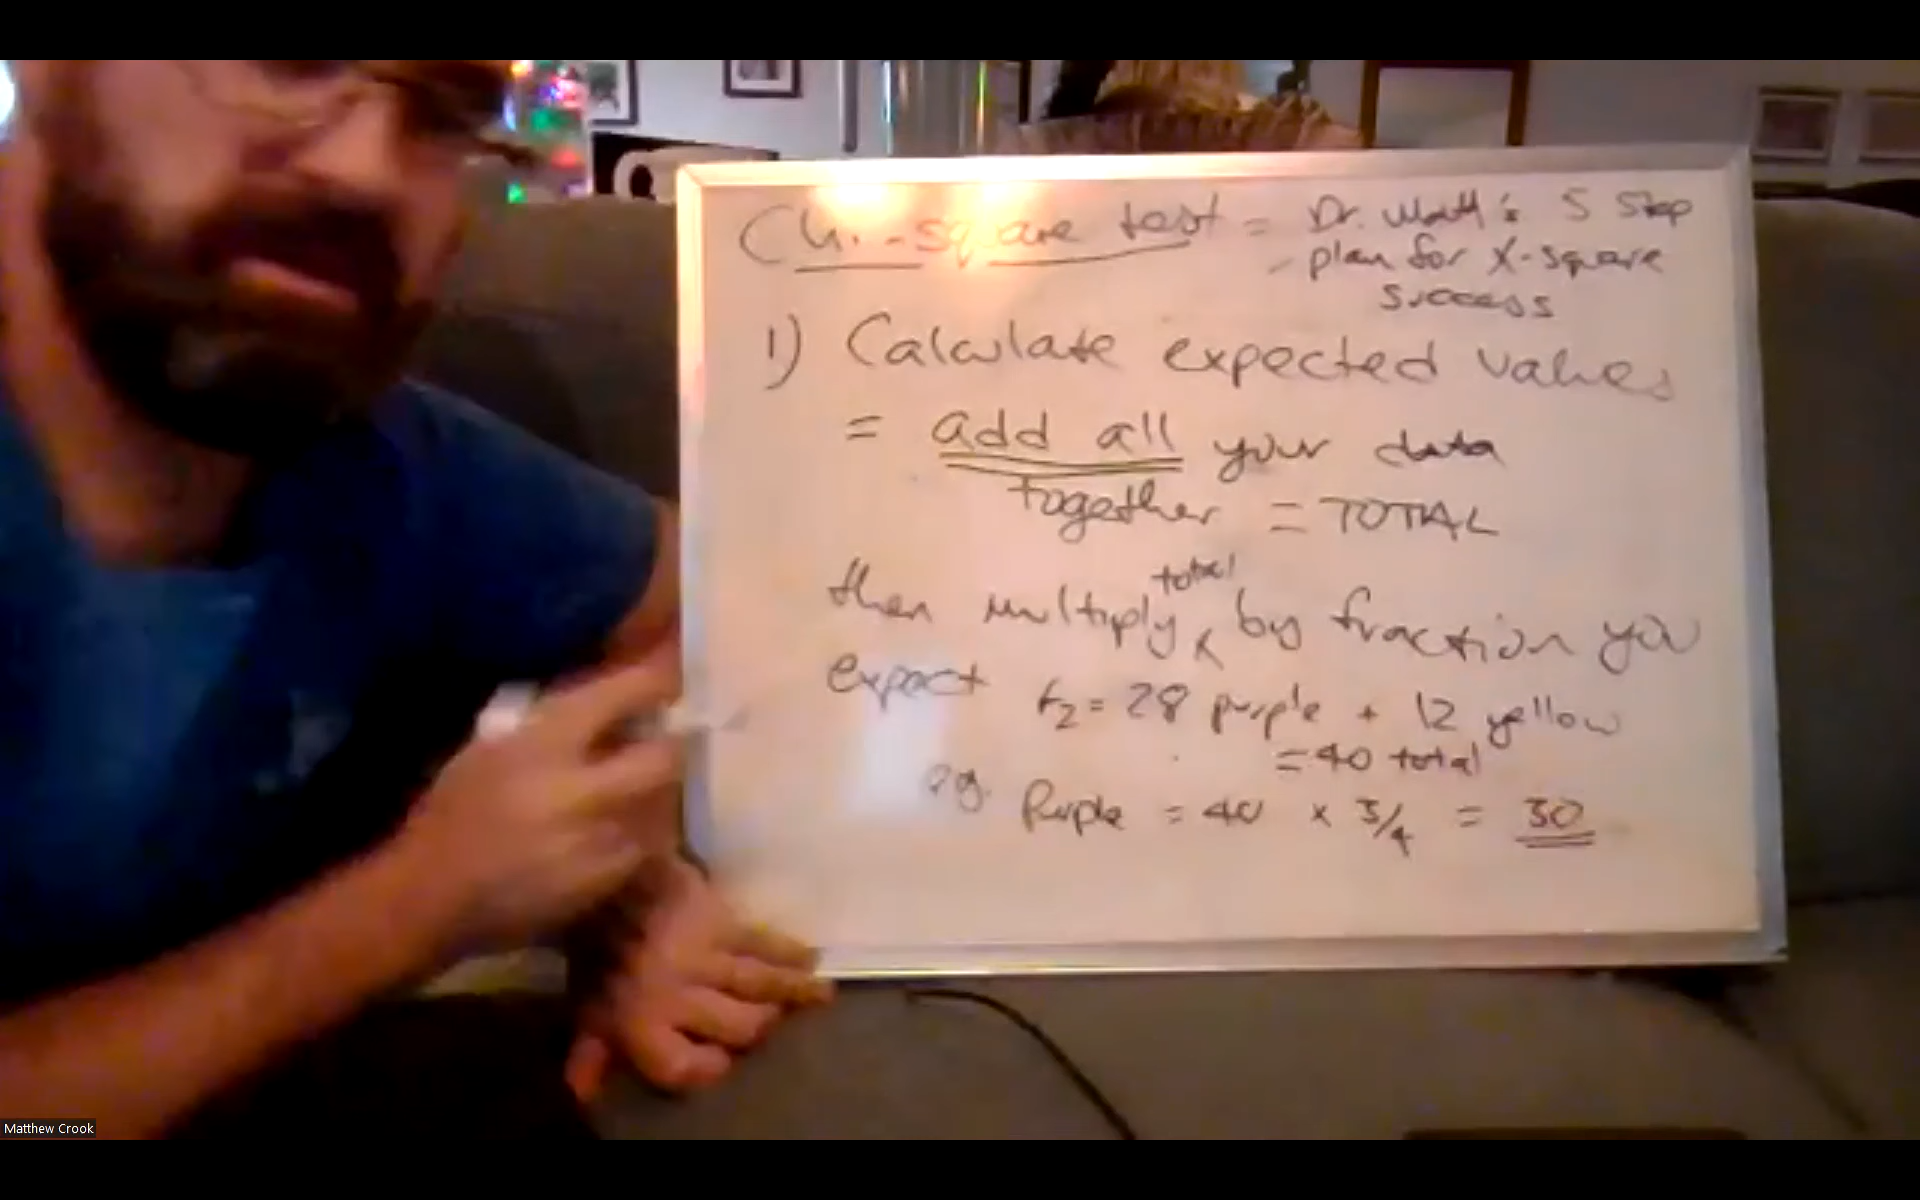 Chi-square test = Dr. Matt's 5 Step
plan for X-square
success
1) Calculate expected values
= add all your data
together = TOTAL
total
then multiply ^ by fraction you
expect F2 = 28 purple + 12 yellow
= 40 total
eg. Purple = 40 x 3/4 = 30
Matthew Crook